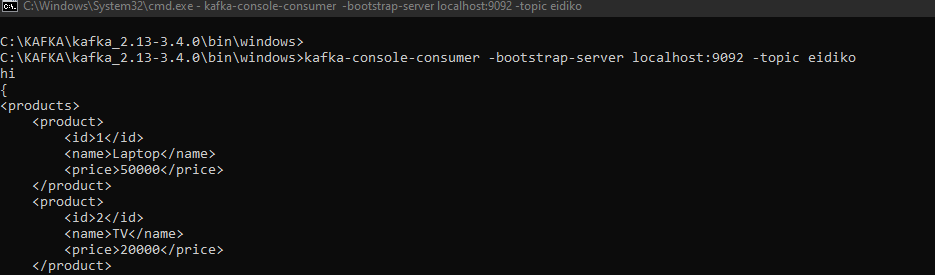 C:\Windows\System32\cmd.exe - kafka-console-consumer -bootstrap-server localhost:9092 -topic eidiko
C:\KAFKA\kafka_2.13-3.4.0\bin\windows>
C:\KAFKA\kafka_2.13-3.4.0\bin\windows>kafka-console-consumer -bootstrap-server localhost:9092 -topic eidiko
hi
{
<products>
    <product>
        <id>1</id>
        <name>Laptop</name>
        <price>50000</price>
    </product>
    <product>
        <id>2</id>
        <name>TV</name>
        <price>20000</price>
    </product>